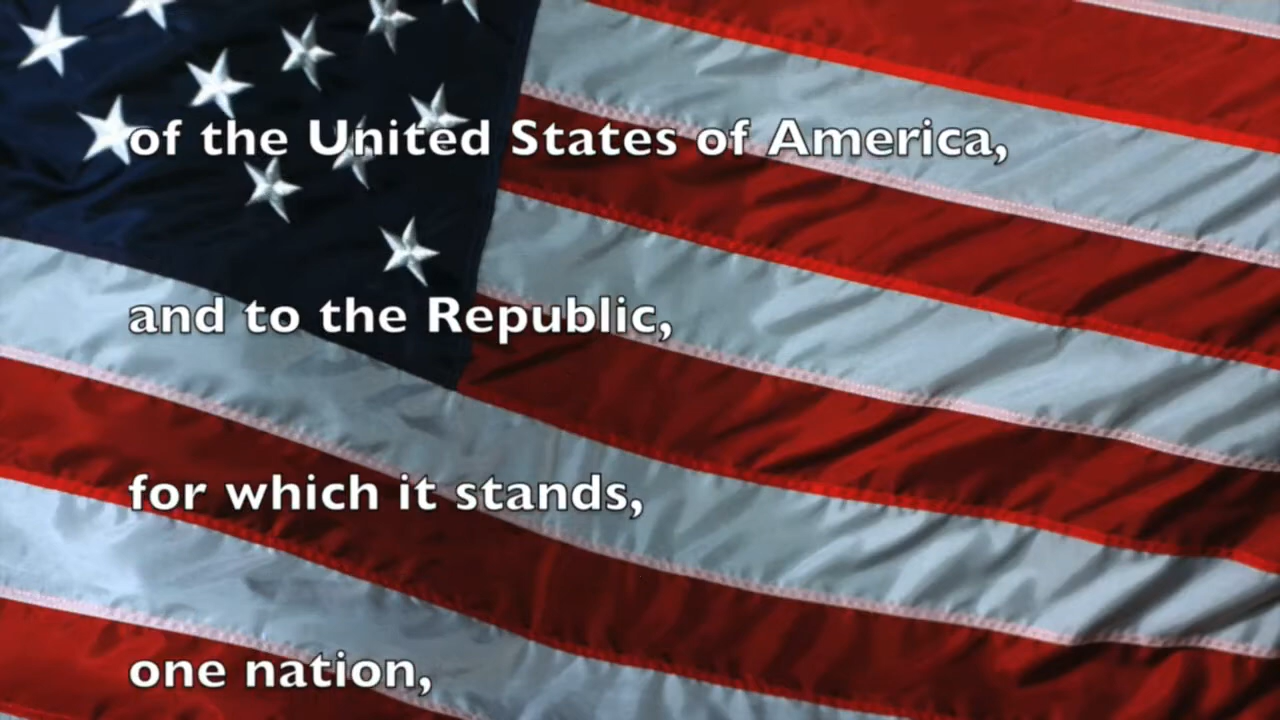 of the United States of America,
and to the Republic,
for which it stands,
one nation,